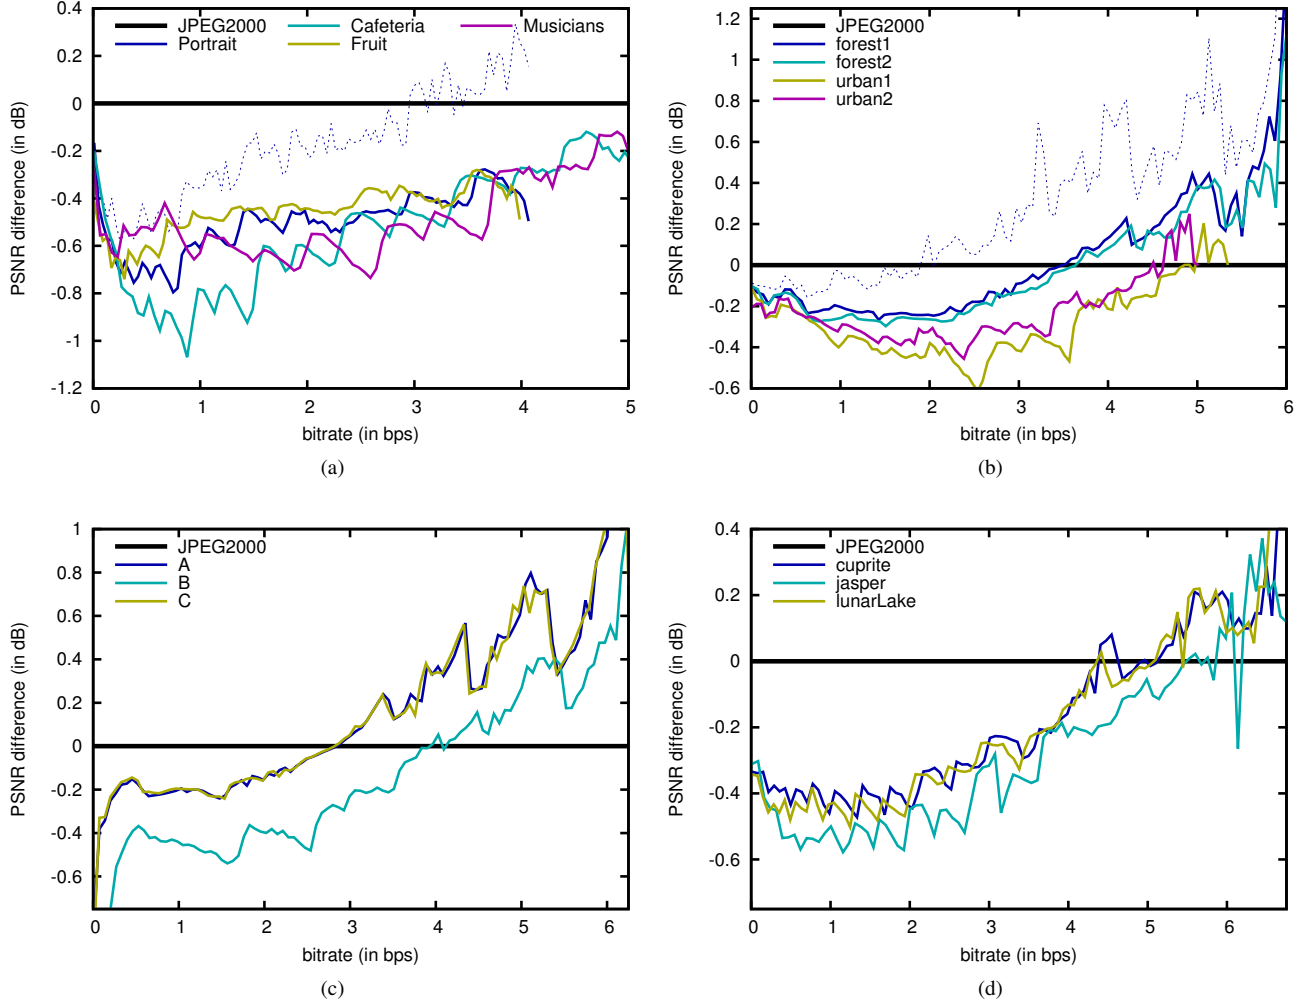 JPEG2000 Cafeteria Musicians
Portrait Fruit
PSNR difference (in dB)
0.4
0.2
0
-0.2
-0.4
-0.6
-0.8
-1
-1.2
0 1 2 3 4 5
bitrate (in bps)
(a)
JPEG2000
forest1
forest2
urban1
urban2
PSNR difference (in dB)
1.2
1
0.8
0.6
0.4
0.2
0
-0.2
-0.4
-0.6
0 1 2 3 4 5 6
bitrate (in bps)
(b)
JPEG2000
A
B
C
PSNR difference (in dB)
1
0.8
0.6
0.4
0.2
0
-0.2
-0.4
-0.6
0 1 2 3 4 5 6
bitrate (in bps)
(c)
JPEG2000
cuprite
jasper
lunarLake
PSNR difference (in dB)
0.4
0.2
0
-0.2
-0.4
-0.6
0 1 2 3 4 5 6
bitrate (in bps)
(d)